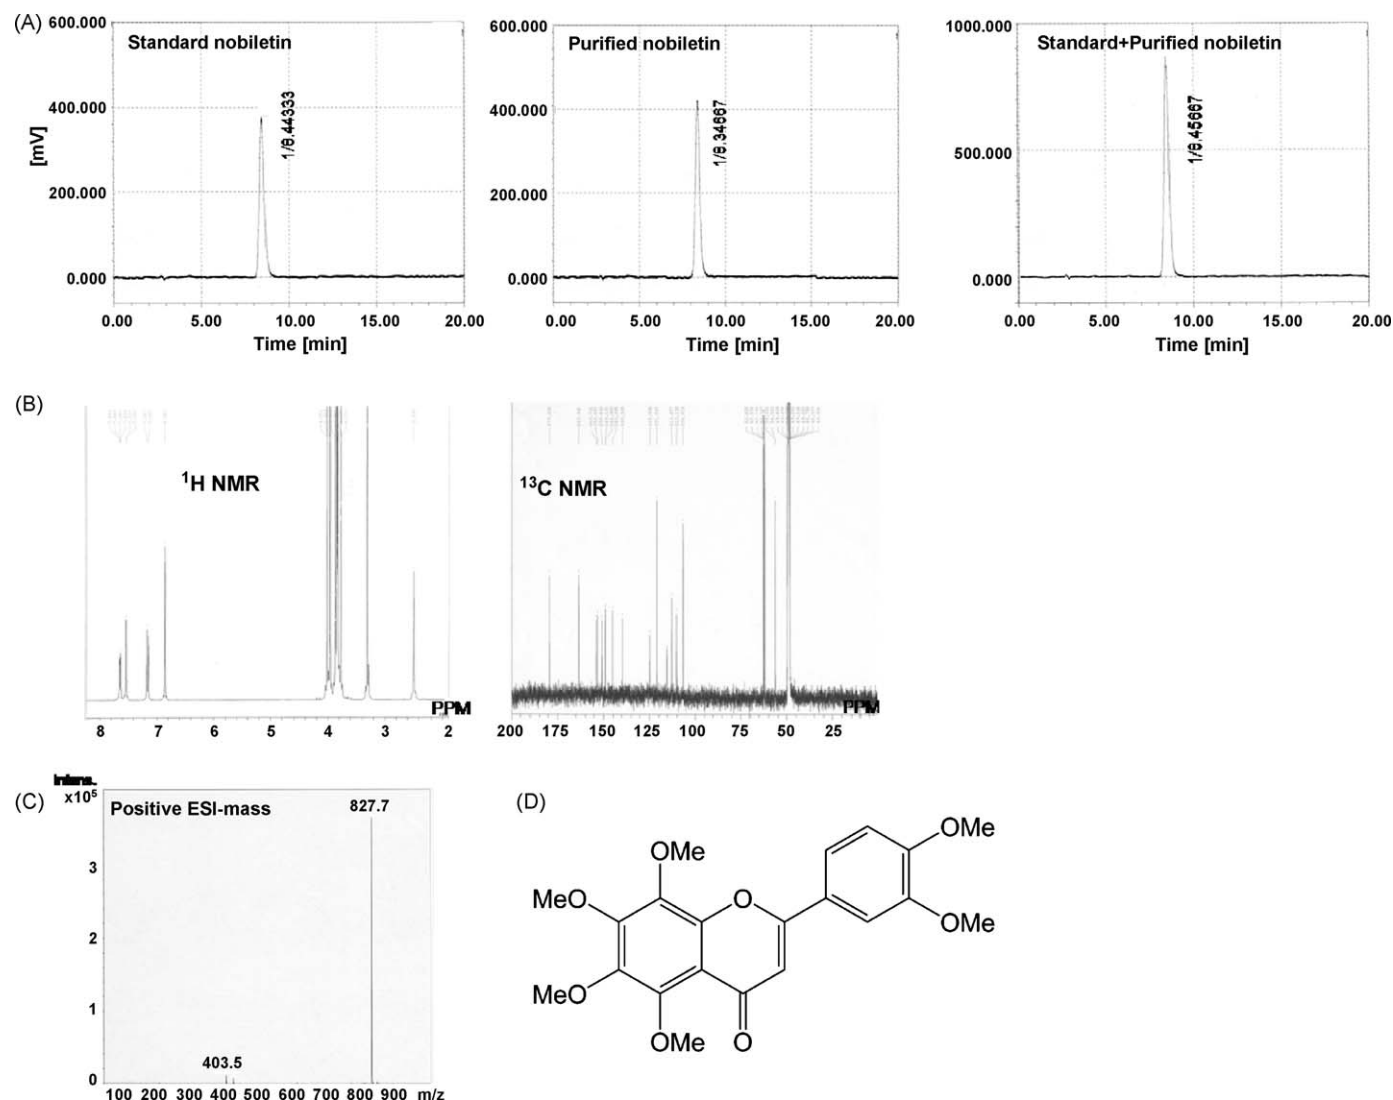 (A)
600.000
400.000
200.000
0.000
[mV]
Standard nobiletin
1/8.44333
0.00 5.00 10.00 15.00 20.00
Time [min]
600.000
400.000
200.000
0.000
Purified nobiletin
1/8.34667
0.00 5.00 10.00 15.00 20.00
Time [min]
1000.000
500.000
0.000
Standard+Purified nobiletin
1/8.45667
0.00 5.00 10.00 15.00 20.00
Time [min]
(B)
1H NMR
PPM
8 7 6 5 4 3 2
13C NMR
PPM
200 175 150 125 100 75 50 25
(C)
Intens.
x105
Positive ESI-mass
827.7
3
2
1
0
403.5
100 200 300 400 500 600 700 800 900 m/z
(D)
OMe
OMe
MeO
O
OMe
MeO
OMe
O